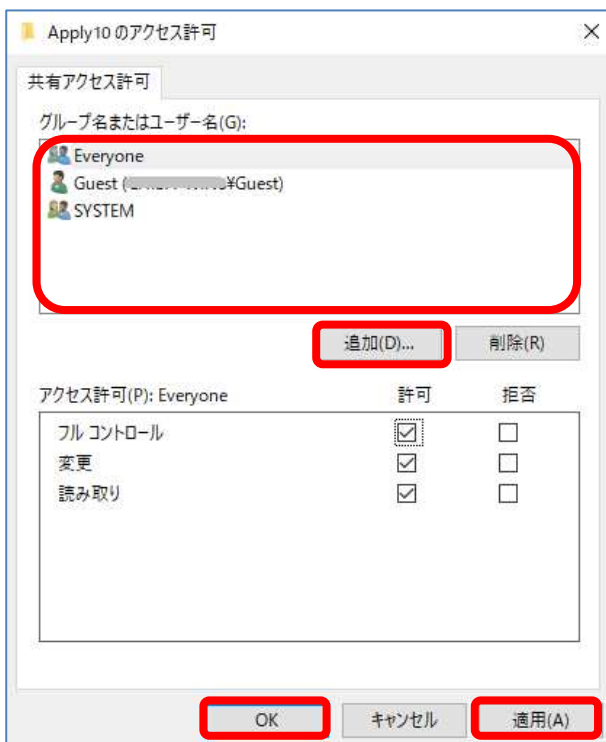 Apply10 のアクセス許可
共有アクセス許可
グループ名またはユーザー名(G):
Everyone
Guest (¥Guest)
SYSTEM
追加(D)... 削除(R)
アクセス許可(P): Everyone 許可 拒否
フル コントロール
変更
読み取り
OK キャンセル 適用(A)